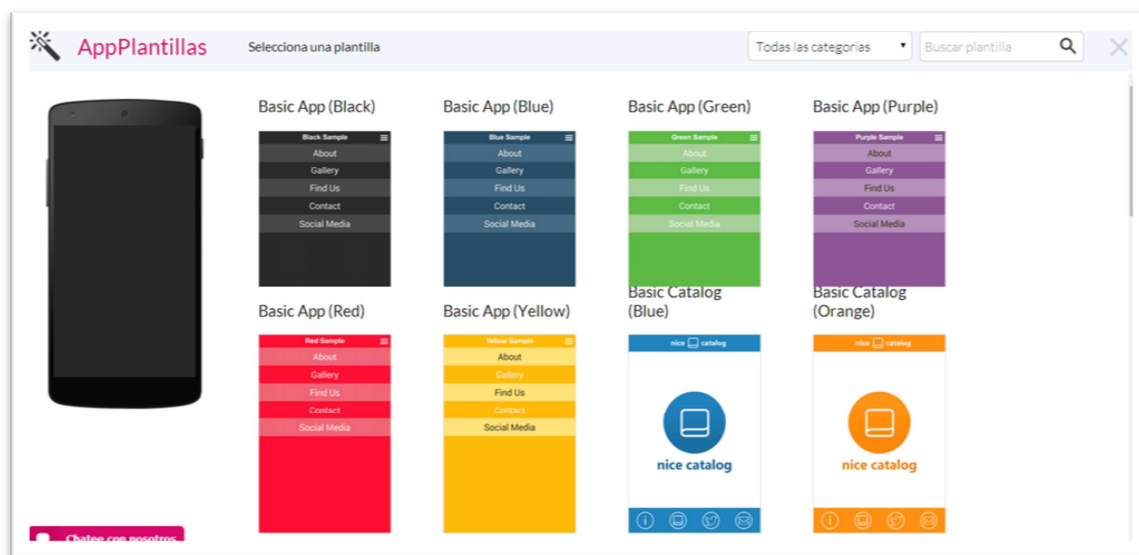 AppPlantillas
Selecciona una plantilla
Todas las categorias
Buscar plantilla
Basic App (Black)
Basic App (Blue)
Basic App (Green)
Basic App (Purple)
Black Sample
About
Gallery
Find Us
Contact
Social Media
Blue Sample
About
Gallery
Find Us
Contact
Social Media
Green Sample
About
Gallery
Find Us
Contact
Social Media
Purple Sample
About
Gallery
Find Us
Contact
Social Media
Basic App (Red)
Basic App (Yellow)
Basic Catalog
(Blue)
Basic Catalog
(Orange)
Red Sample
About
Gallery
Find Us
Contact
Social Media
Yellow Sample
About
Gallery
Find Us
Contact
Social Media
nice catalog
nice catalog
nice catalog
nice catalog
Chatee con nosotros